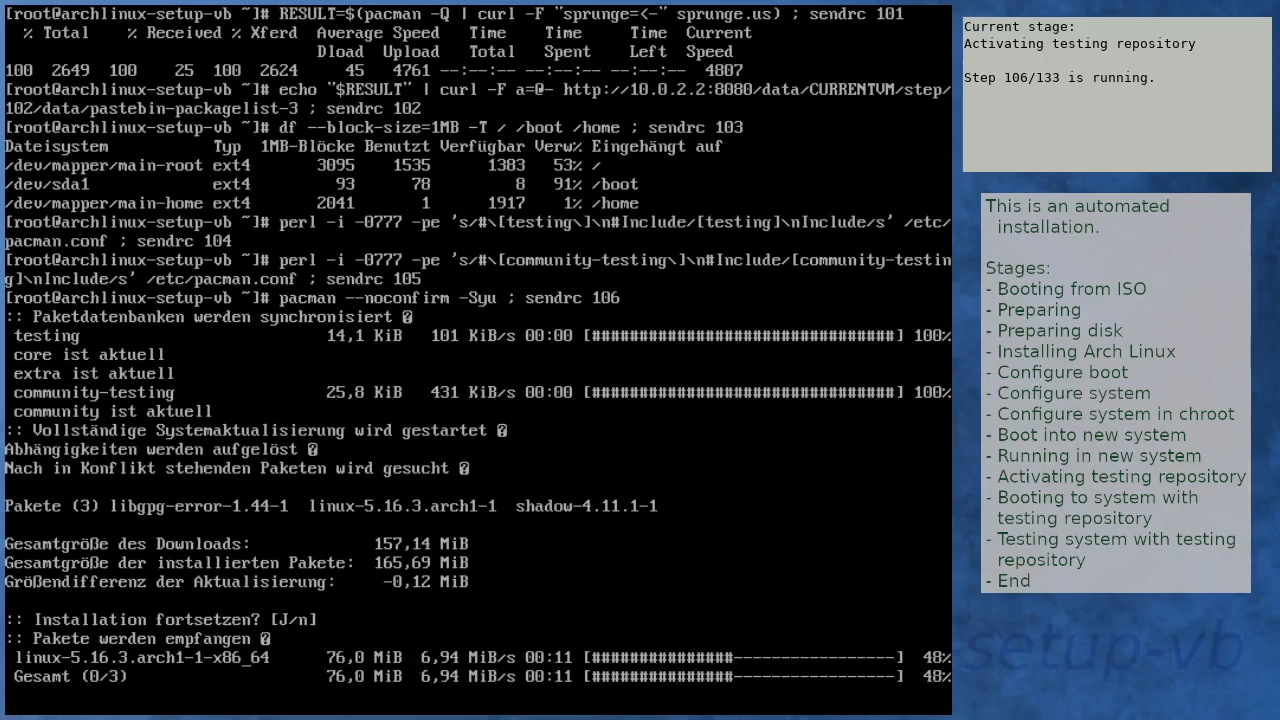 [root@archlinux-setup-vb ~]# RESULT=$(pacman -Q | curl -F "sprunge=<-" sprunge.us) ; sendrc 101
  % Total    % Received % Xferd  Average Speed   Time    Time     Time  Current
                                 Dload  Upload   Total   Spent    Left  Speed
100  2649  100    25  100  2624     45   4761 --:--:-- --:--:-- --:--:--  4807
[root@archlinux-setup-vb ~]# echo "$RESULT" | curl -F a=@- http://10.0.2.2:8080/data/CURRENTVM/step/
102/data/pastebin-packagelist-3 ; sendrc 102
[root@archlinux-setup-vb ~]# df --block-size=1MB -T / /boot /home ; sendrc 103
Dateisystem           Typ  1MB-Blöcke Benutzt Verfügbar Verw% Eingehängt auf
/dev/mapper/main-root ext4       3095    1535      1383   53% /
/dev/sda1             ext4         93      78         8   91% /boot
/dev/mapper/main-home ext4       2041       1      1917    1% /home
[root@archlinux-setup-vb ~]# perl -i -0777 -pe 's/#\[testing\]\n#Include/[testing]\nInclude/s' /etc/
pacman.conf ; sendrc 104
[root@archlinux-setup-vb ~]# perl -i -0777 -pe 's/#\[community-testing\]\n#Include/[community-testin
g]\nInclude/s' /etc/pacman.conf ; sendrc 105
[root@archlinux-setup-vb ~]# pacman --noconfirm -Syu ; sendrc 106
:: Paketdatenbanken werden synchronisiert �
 testing                          14,1 KiB   101 KiB/s 00:00 [################################] 100%
 core ist aktuell
 extra ist aktuell
 community-testing                25,8 KiB   431 KiB/s 00:00 [################################] 100%
 community ist aktuell
:: Vollständige Systemaktualisierung wird gestartet �
Abhängigkeiten werden aufgelöst �
Nach in Konflikt stehenden Paketen wird gesucht �
Pakete (3) libgpg-error-1.44-1  linux-5.16.3.arch1-1  shadow-4.11.1-1
Gesamtgröße des Downloads:             157,14 MiB
Gesamtgröße der installierten Pakete:  165,69 MiB
Größendifferenz der Aktualisierung:     -0,12 MiB
:: Installation fortsetzen? [J/n]
:: Pakete werden empfangen �
 linux-5.16.3.arch1-1-x86_64      76,0 MiB  6,94 MiB/s 00:11 [###############-----------------]  48%
 Gesamt (0/3)                     76,0 MiB  6,94 MiB/s 00:11 [###############-----------------]  48%
Current stage:
Activating testing repository
Step 106/133 is running.
This is an automated
installation.
Stages:
- Booting from ISO
- Preparing
- Preparing disk
- Installing Arch Linux
- Configure boot
- Configure system
- Configure system in chroot
- Boot into new system
- Running in new system
- Activating testing repository
- Booting to system with
testing repository
- Testing system with testing
repository
- End
setup-vb